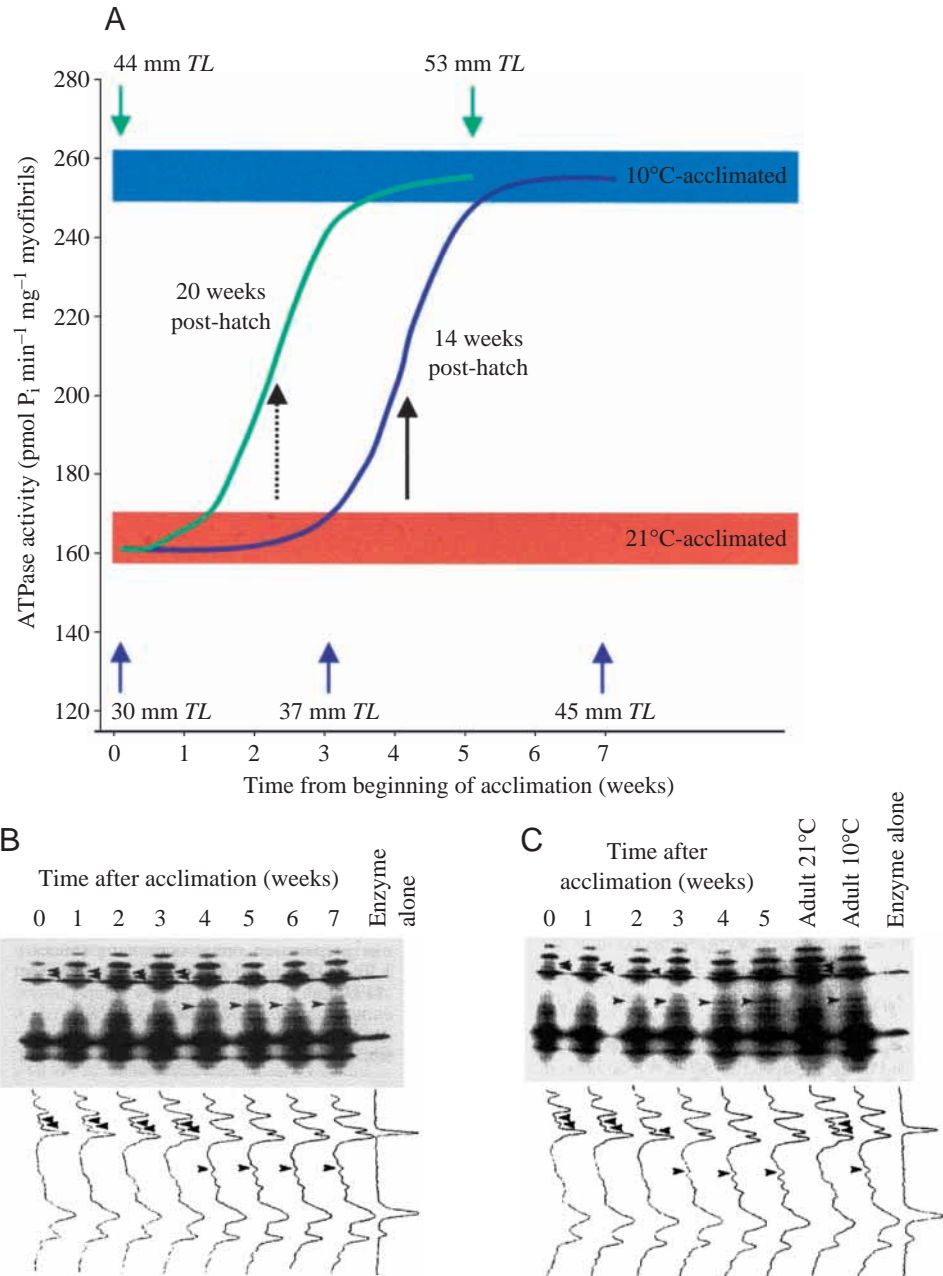 A
44 mm TL
53 mm TL
280
260
240
220
200
180
160
140
120
ATPase activity (pmol Pi min−1 mg−1 myofibrils)
10°C-acclimated
20 weeks
post-hatch
14 weeks
post-hatch
21°C-acclimated
30 mm TL
37 mm TL
45 mm TL
0 1 2 3 4 5 6 7
Time from beginning of acclimation (weeks)
B
Time after acclimation (weeks)
0 1 2 3 4 5 6 7
Enzyme
alone
C
Time after
acclimation (weeks)
0 1 2 3 4 5
Adult 21°C
Adult 10°C
Enzyme alone